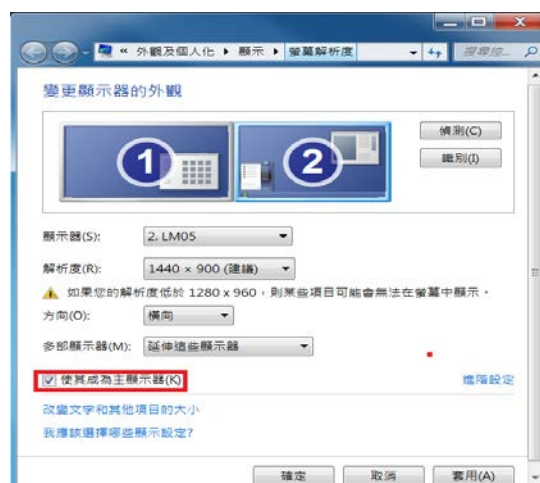 « 外觀及個人化 ▸ 顯示 ▸ 螢幕解析度
搜尋控...
變更顯示器的外觀
1 2
偵測(C)
識別(I)
顯示器(S): 2. LM05
解析度(R): 1440 × 900 (建議)
如果您的解析度低於 1280 x 960，則某些項目可能會無法在螢幕中顯示。
方向(O): 橫向
多部顯示器(M): 延伸這些顯示器
使其成為主顯示器(K)
進階設定
改變文字和其他項目的大小
我應該選擇哪些顯示設定?
確定 取消 套用(A)